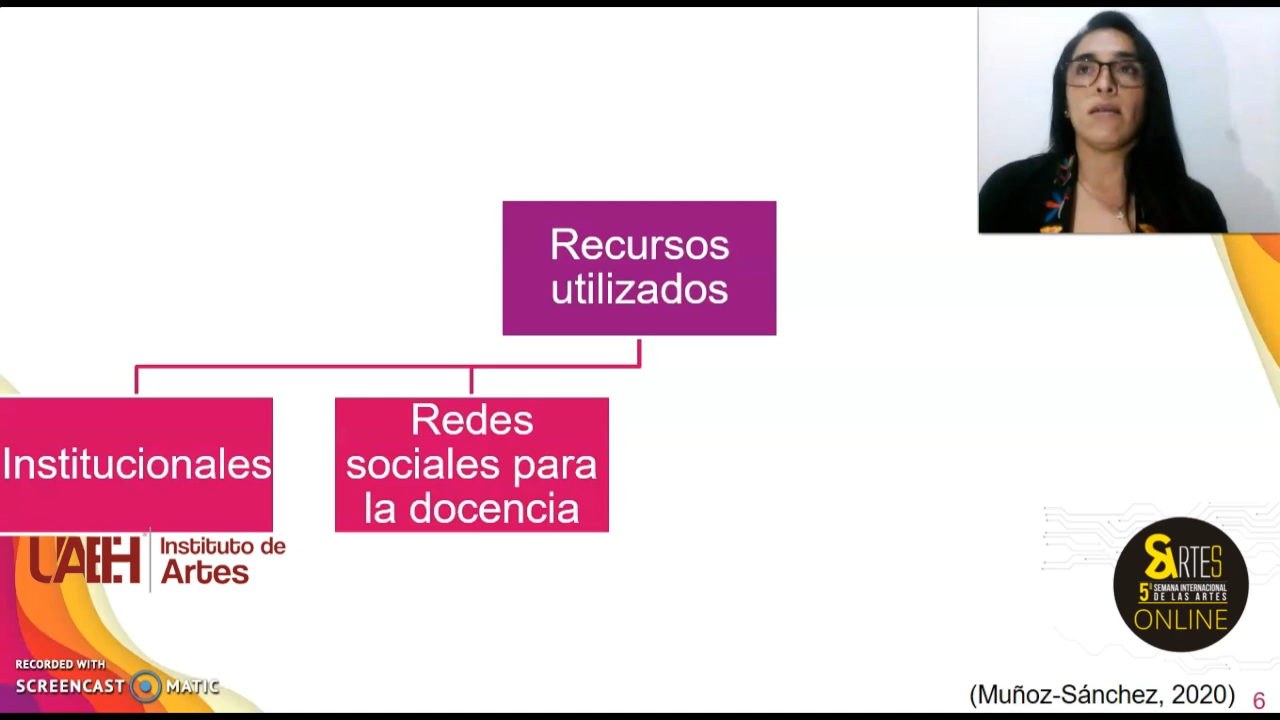 Recursos
utilizados
Institucionales
Redes
sociales para
la docencia
UAEH
Instituto de
Artes
SARTES
5ª SEMANA INTERNACIONAL
DE LAS ARTES
ONLINE
RECORDED WITH
SCREENCAST MATIC
(Muñoz-Sánchez, 2020)
6